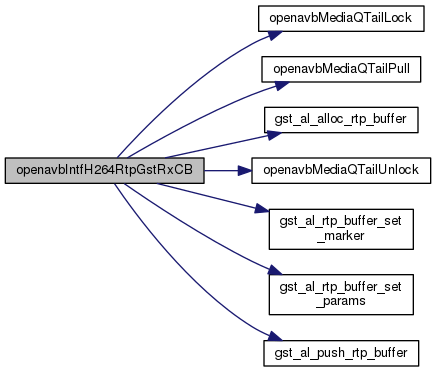 openavbMediaQTailLock
openavbMediaQTailPull
gst_al_alloc_rtp_buffer
openavbIntfH264RtpGstRxCB
openavbMediaQTailUnlock
gst_al_rtp_buffer_set
_marker
gst_al_rtp_buffer_set
_params
gst_al_push_rtp_buffer